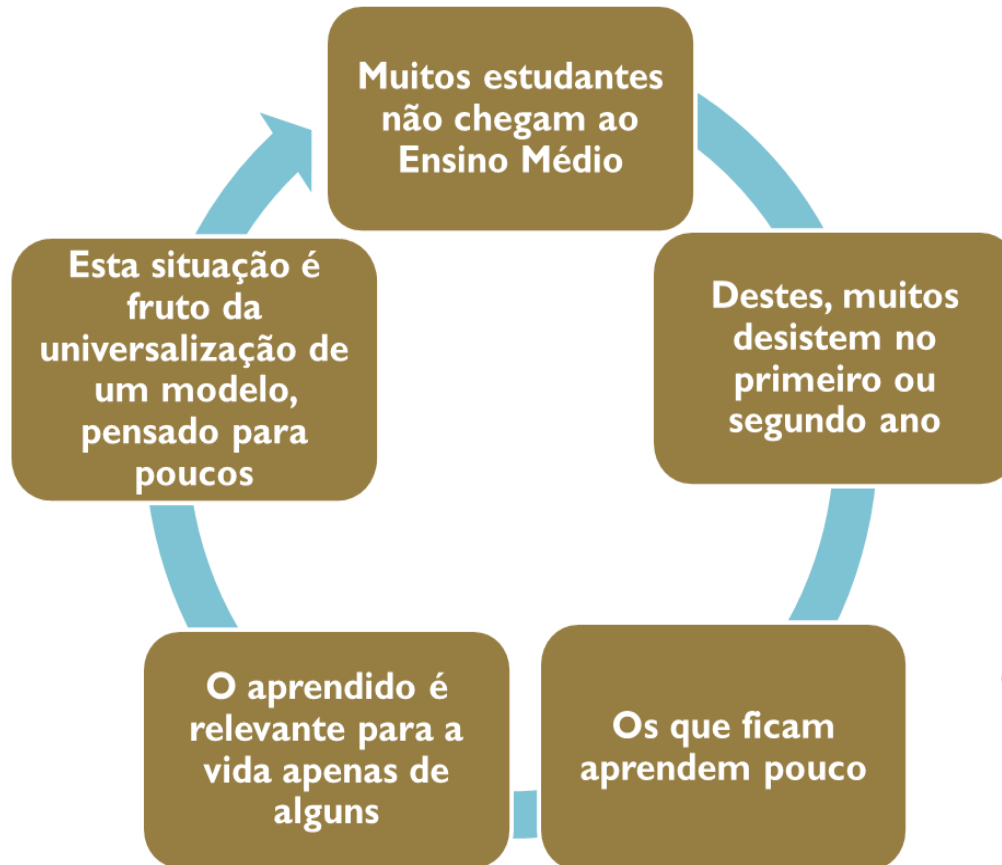 Muitos estudantes
não chegam ao
Ensino Médio
Destes, muitos
desistem no
primeiro ou
segundo ano
Os que ficam
aprendem pouco
O aprendido é
relevante para a
vida apenas de
alguns
Esta situação é
fruto da
universalização de
um modelo,
pensado para
poucos